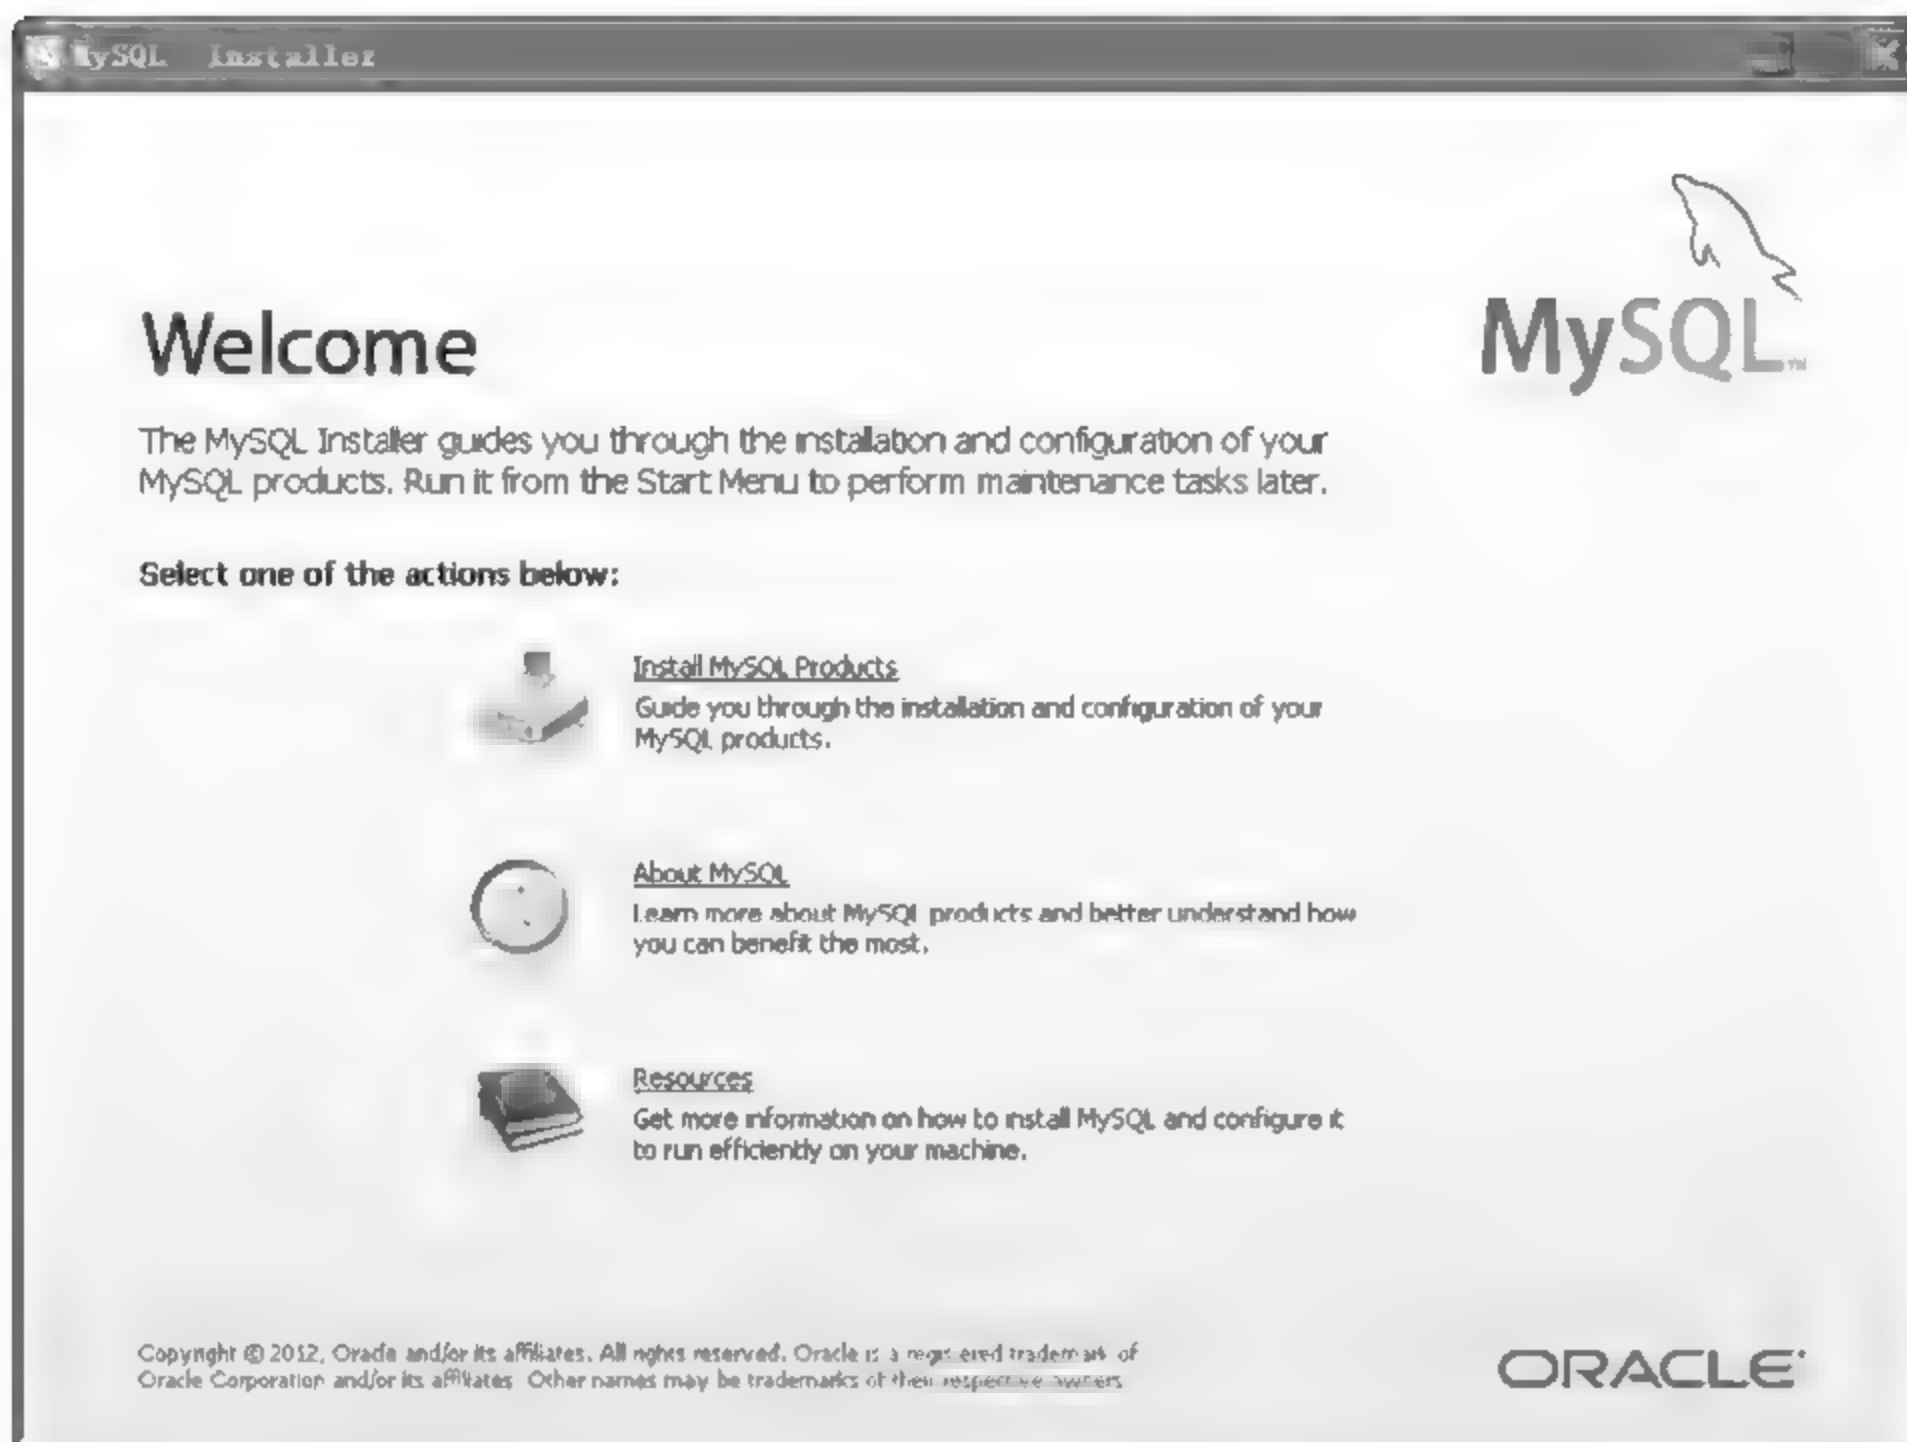 MySQL Installer
MySQL™
Welcome
The MySQL Installer guides you through the installation and configuration of your
MySQL products. Run it from the Start Menu to perform maintenance tasks later.
Select one of the actions below:
Install MySQL Products
Guide you through the installation and configuration of your
MySQL products.
About MySQL
Learn more about MySQL products and better understand how
you can benefit the most.
Resources
Get more information on how to install MySQL and configure it
to run efficiently on your machine.
Copyright © 2012, Oracle and/or its affiliates. All rights reserved. Oracle is a registered trademark of
Oracle Corporation and/or its affiliates. Other names may be trademarks of their respective owners.
ORACLE